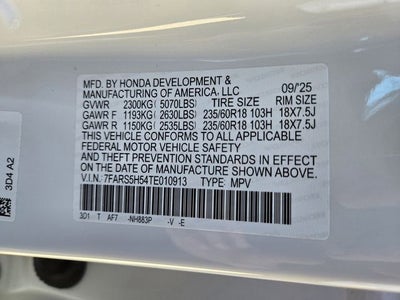 MFD. BY HONDA DEVELOPMENT & 09/25
MANUFACTURING OF AMERICA, LLC
GVWR 2300KG( 5070LBS) TIRE SIZE RIM SIZE
GAWR F 1193KG( 2630LBS) 235/60R18 103H 18X7.5J
GAWR R 1150KG( 2535LBS) 235/60R18 103H 18X7.5J
THIS VEHICLE CONFORMS TO ALL APPLICABLE
FEDERAL MOTOR VEHICLE SAFETY AND
THEFT PREVENTION STANDARDS IN EFFECT ON
THE DATE OF MANUFACTURE SHOWN ABOVE.
V.I.N.: 7FARS5H54TE010913 TYPE: MPV
3D1 T AF7 -NH883P -V -E
3D4 A2